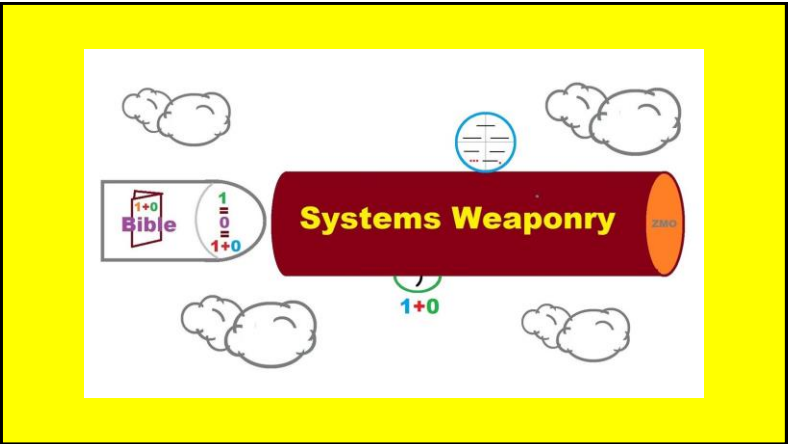 1+0
Bible
1
=
0
=
1+0
Systems Weaponry
ZMO
1+0